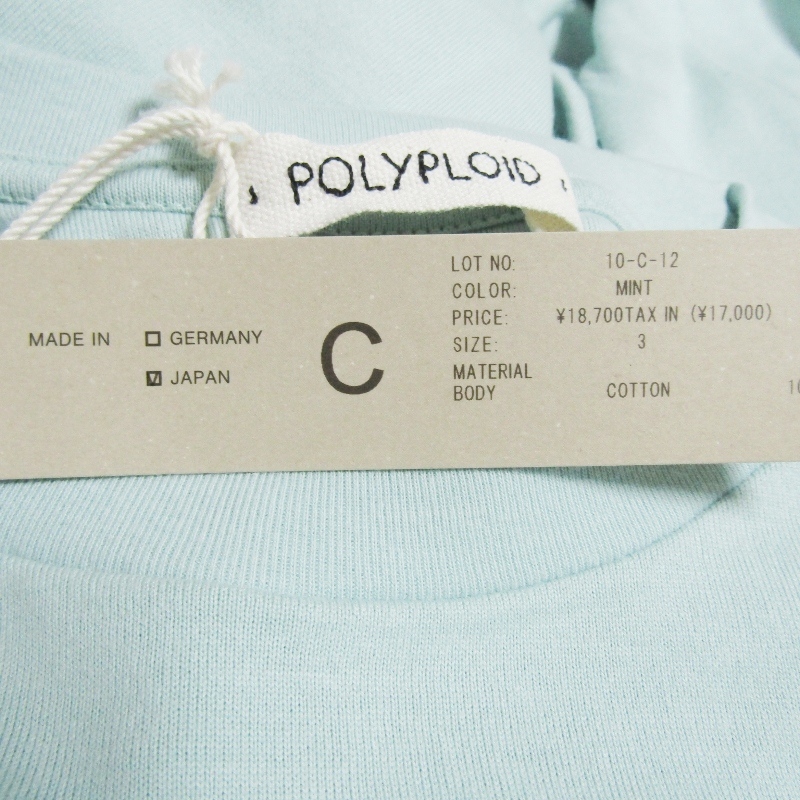 POLYPLOID
MADE IN
GERMANY
JAPAN
C
LOT NO: 10-C-12
COLOR: MINT
PRICE: ¥18,700TAX IN (¥17,000)
SIZE: 3
MATERIAL
BODY COTTON